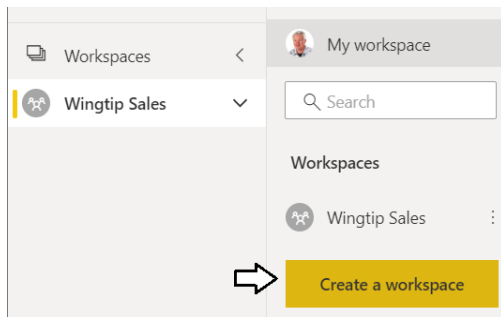 Workspaces
Wingtip Sales
My workspace
Search
Workspaces
Wingtip Sales
Create a workspace